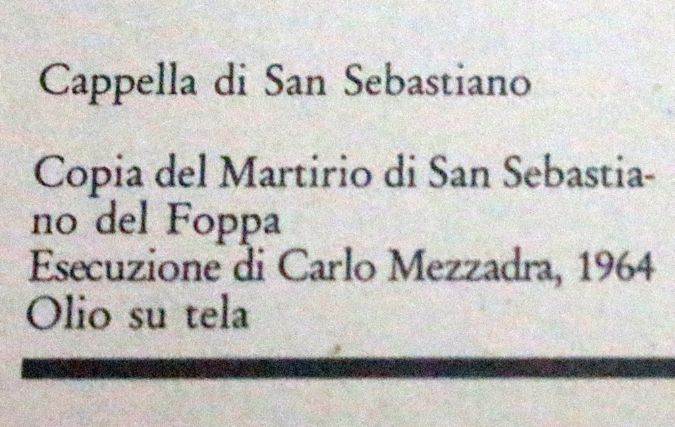 Cappella di San Sebastiano
Copia del Martirio di San Sebastia-
no del Foppa
Esecuzione di Carlo Mezzadra, 1964
Olio su tela